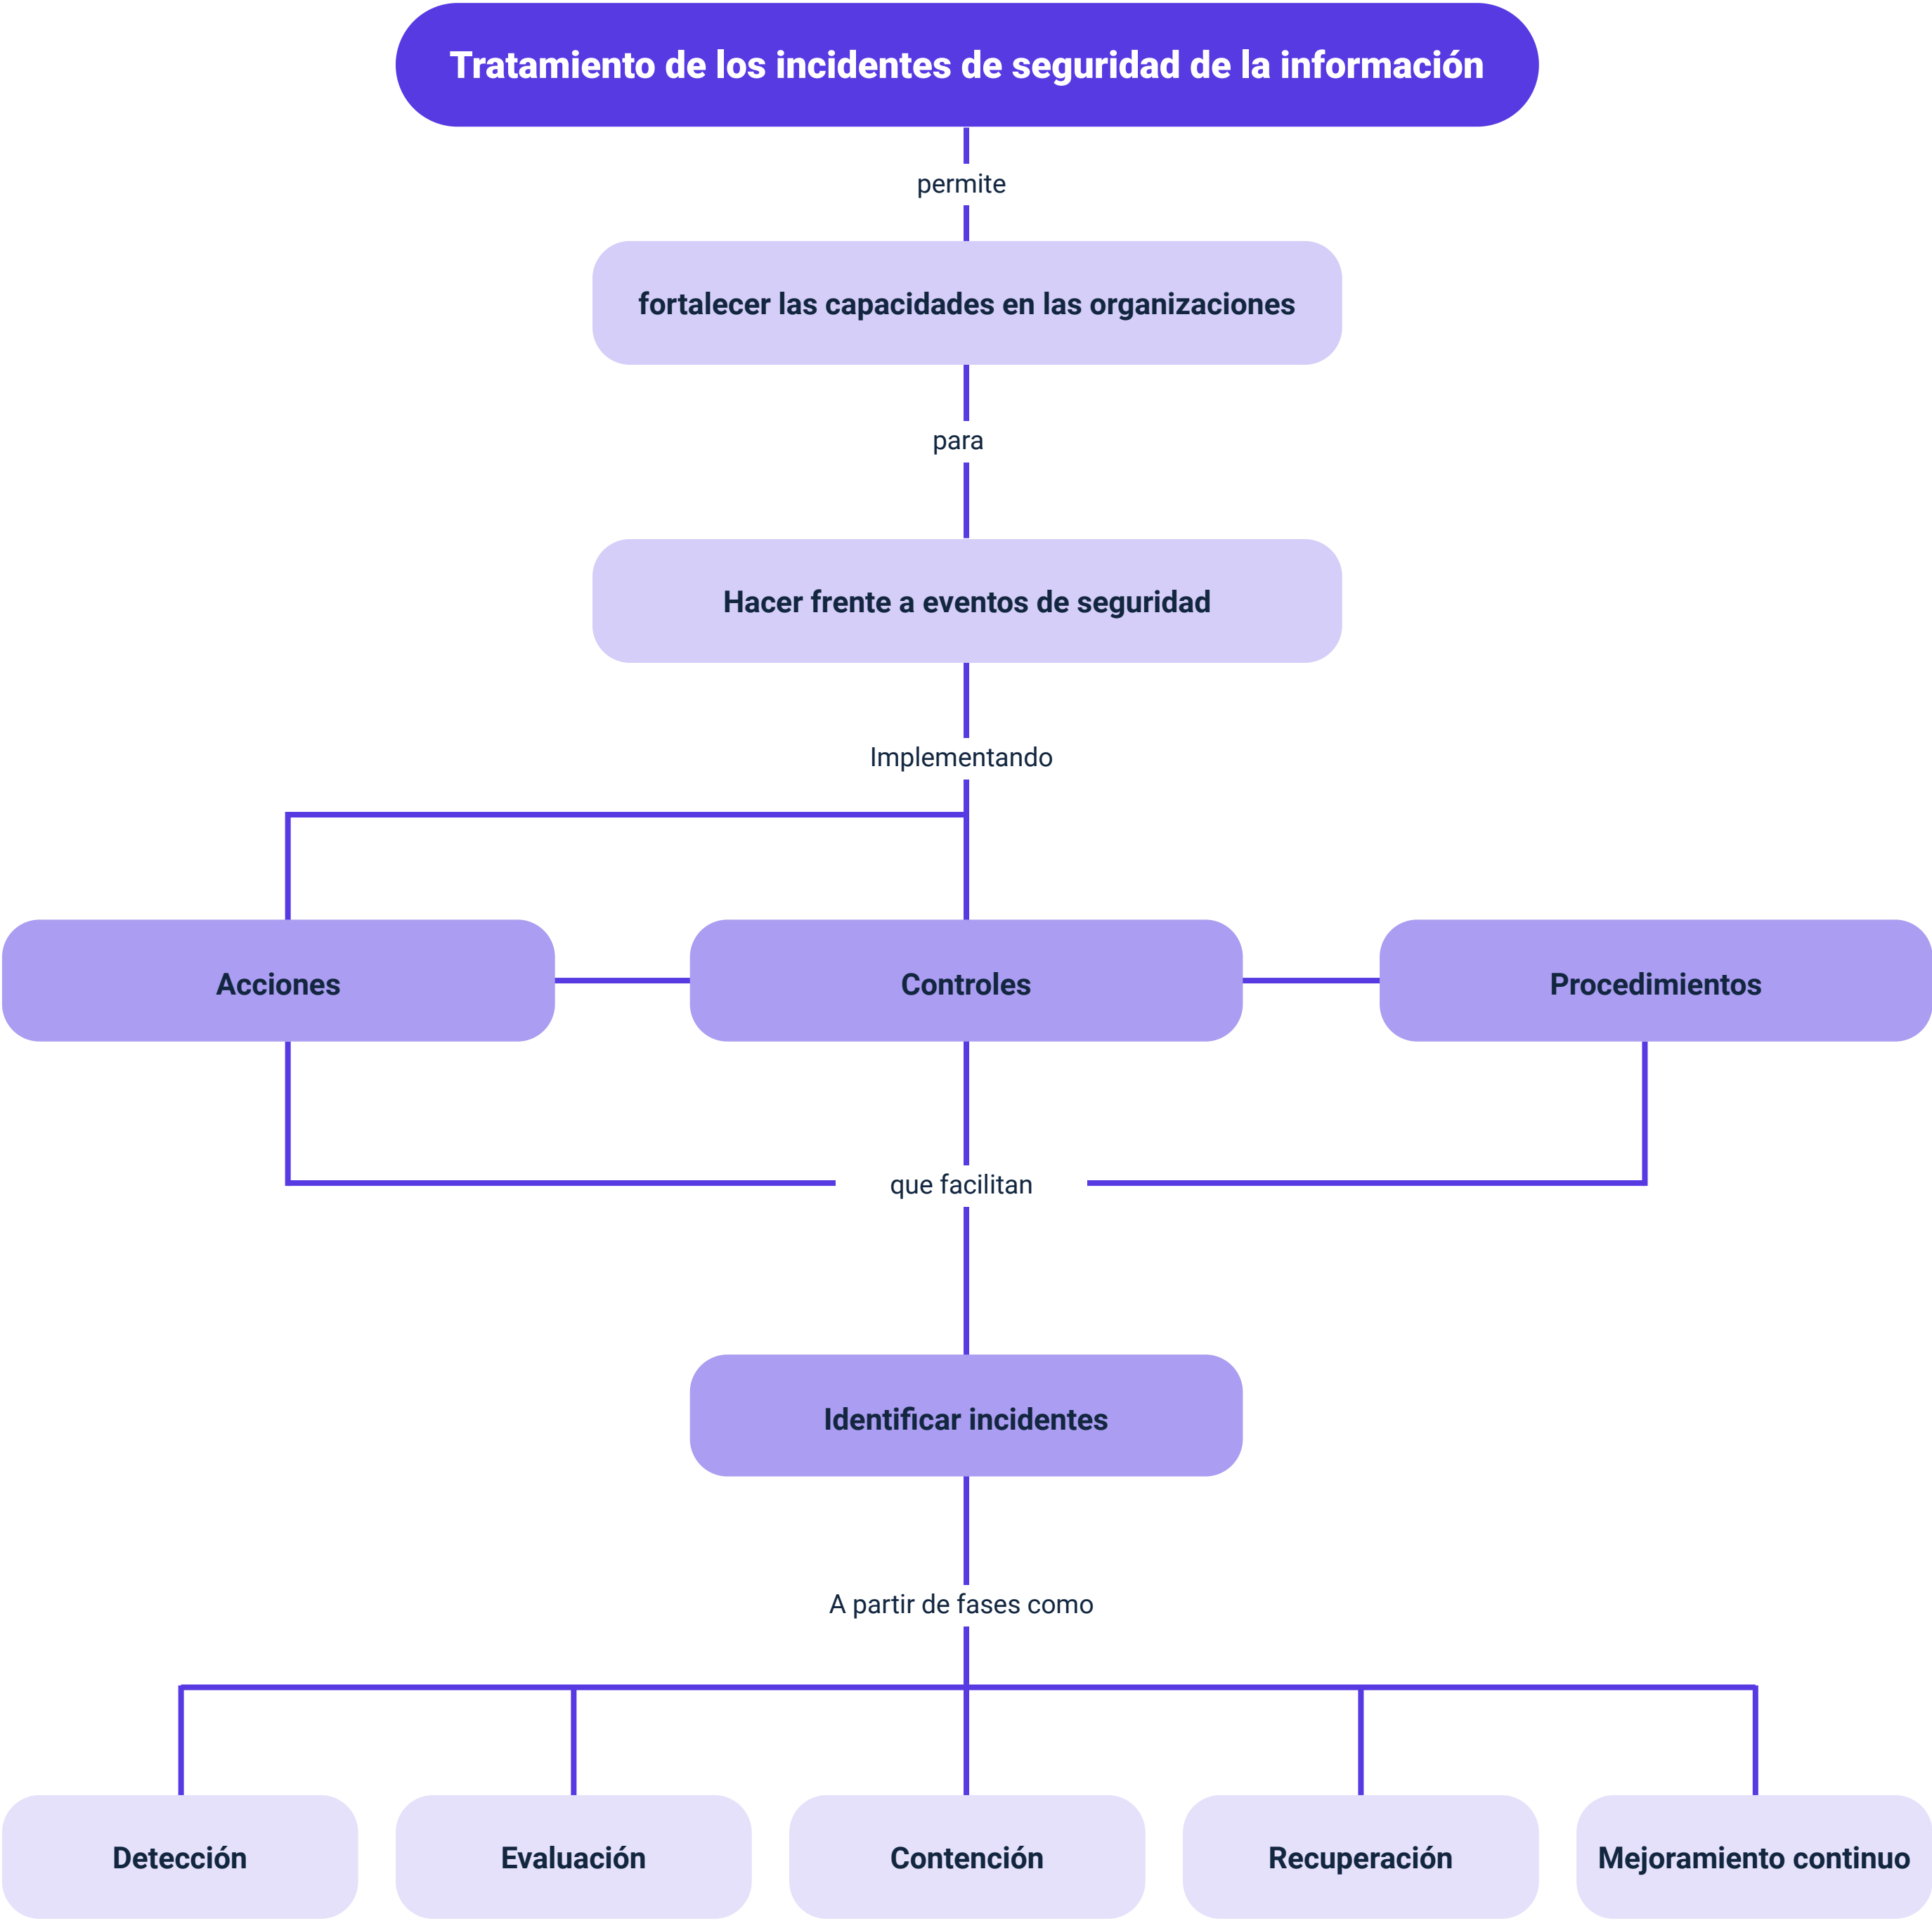 Tratamiento de los incidentes de seguridad de la información
permite
fortalecer las capacidades en las organizaciones
para
Hacer frente a eventos de seguridad
Implementando
Acciones
Controles
Procedimientos
que facilitan
Identificar incidentes
A partir de fases como
Detección
Evaluación
Contención
Recuperación
Mejoramiento continuo